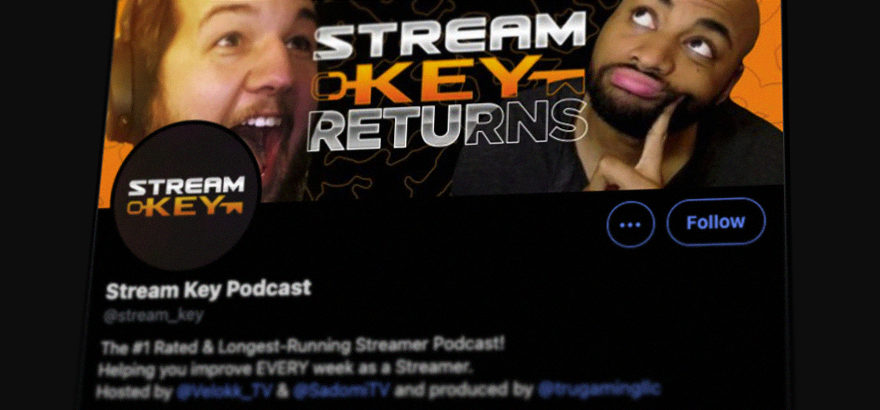 STREAM
KEY
RETURNS
STREAM
KEY
Follow
Stream Key Podcast
@stream_key
The #1 Rated & Longest-Running Streamer Podcast!
Helping you improve EVERY week as a Streamer.
Hosted by @Velokk_TV & @SadomiTV and produced by @trugamingllc